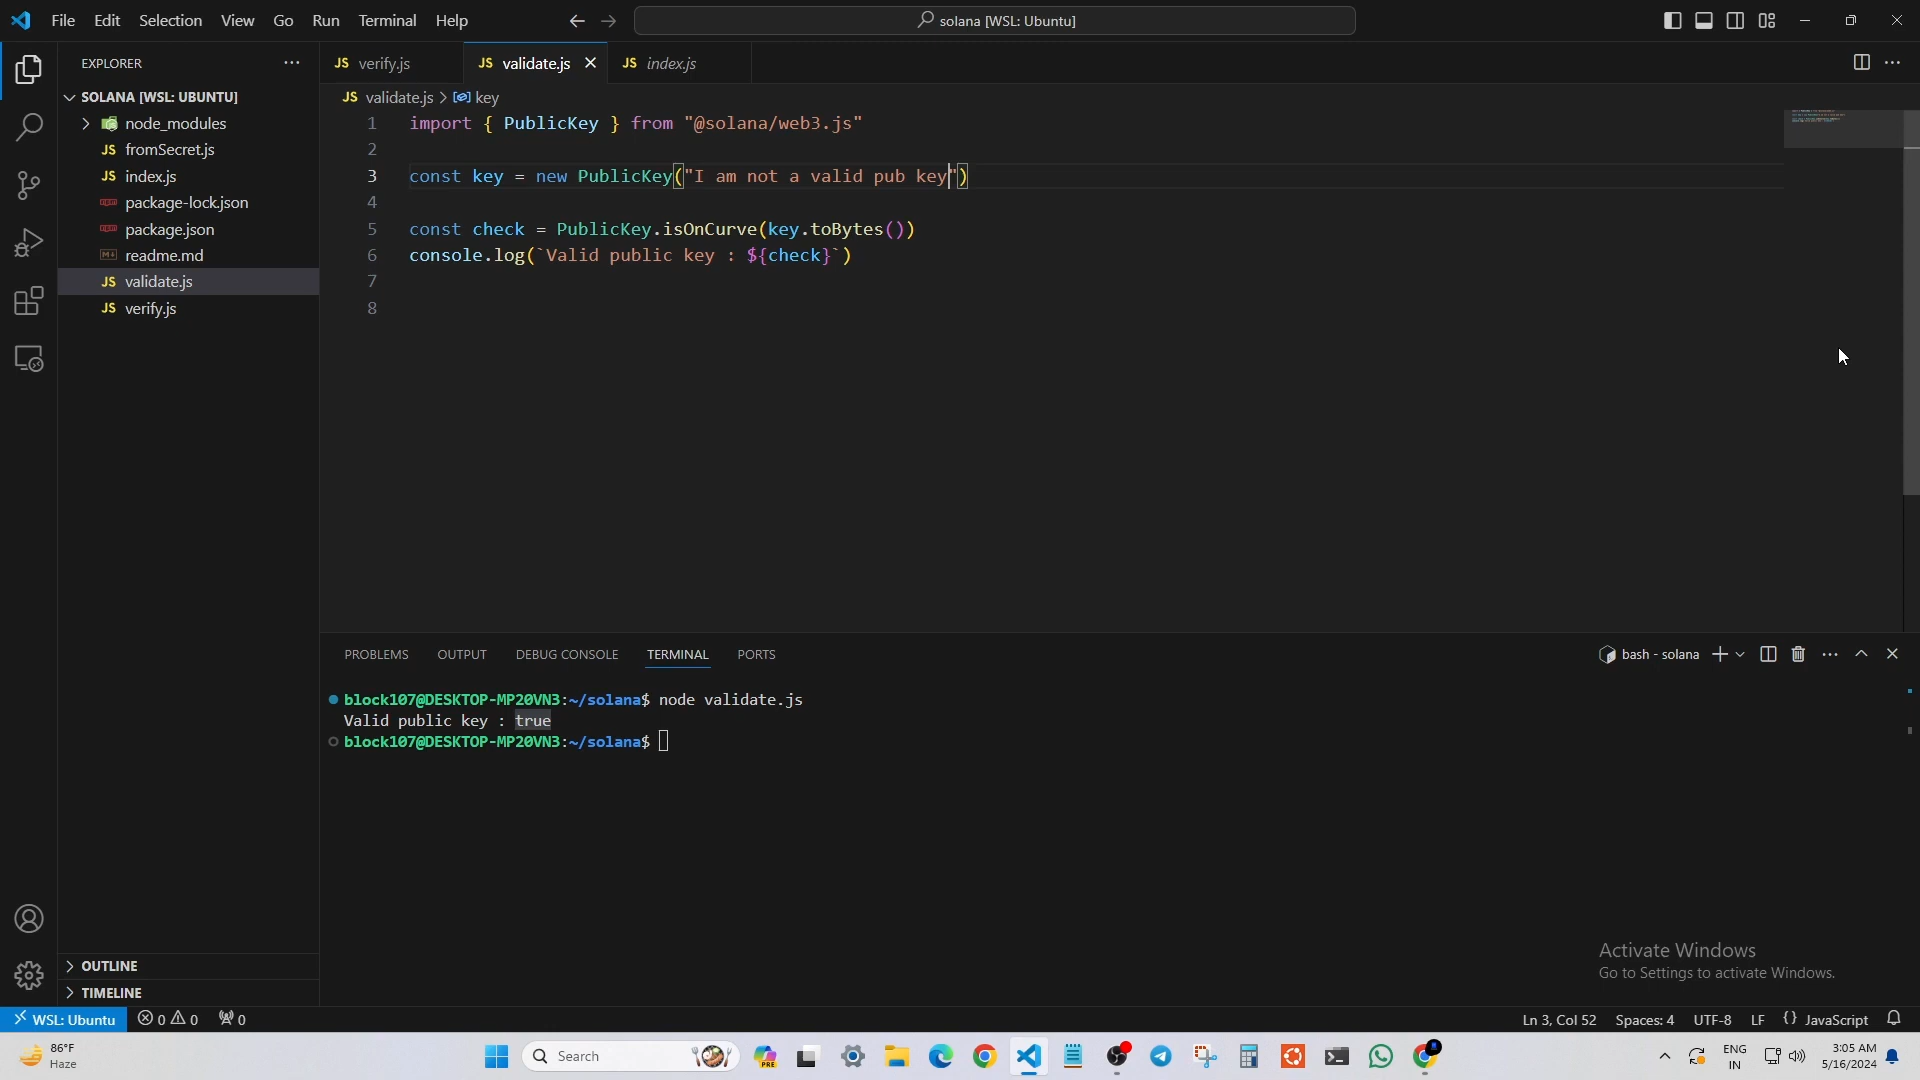 File Edit Selection View Go Run Terminal Help
solana [WSL: Ubuntu]
EXPLORER
SOLANA [WSL: UBUNTU]
node_modules
JS fromSecret.js
JS index.js
package-lock.json
package.json
readme.md
JS validate.js
JS verify.js
OUTLINE
TIMELINE
JS verify.js
JS validate.js
JS index.js
JS validate.js > key
1 import { PublicKey } from "@solana/web3.js"
2
3 const key = new PublicKey("I am not a valid pub key")
4
5 const check = PublicKey.isOnCurve(key.toBytes())
6 console.log(`Valid public key : ${check}`)
7
8
PROBLEMS OUTPUT DEBUG CONSOLE TERMINAL PORTS
bash - solana
block107@DESKTOP-MP20VN3:~/solana$ node validate.js
Valid public key : true
block107@DESKTOP-MP20VN3:~/solana$
Activate Windows
Go to Settings to activate Windows.
WSL: Ubuntu 0 0 0
Ln 3, Col 52 Spaces: 4 UTF-8 LF {} JavaScript
86°F
Haze
Search
PRE
ENG
IN
3:05 AM
5/16/2024